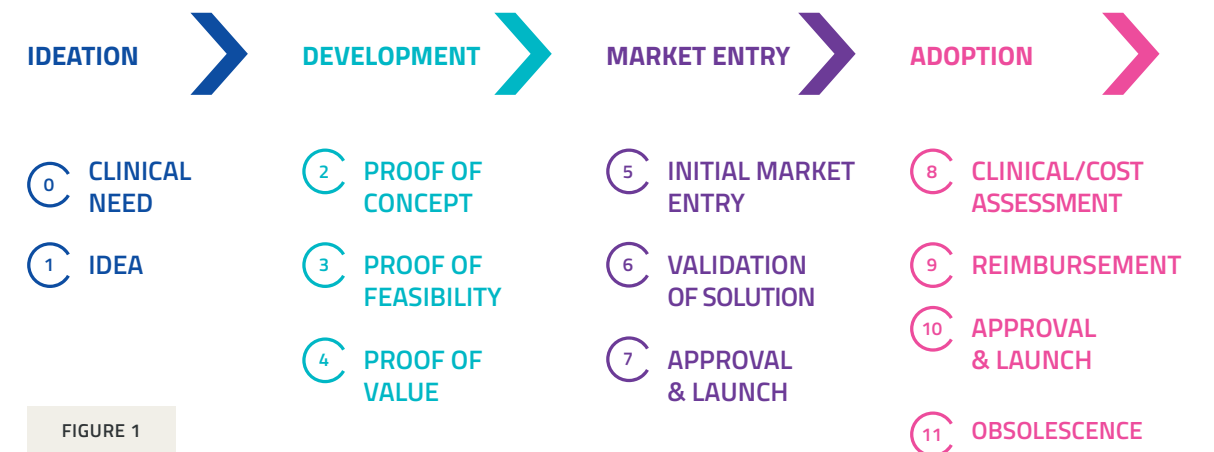 IDEATION
DEVELOPMENT
MARKET ENTRY
ADOPTION
0
CLINICAL
NEED
1
IDEA
2
PROOF OF
CONCEPT
3
PROOF OF
FEASIBILITY
4
PROOF OF
VALUE
5
INITIAL MARKET
ENTRY
6
VALIDATION
OF SOLUTION
7
APPROVAL
& LAUNCH
8
CLINICAL/COST
ASSESSMENT
9
REIMBURSEMENT
10
APPROVAL
& LAUNCH
11
OBSOLESCENCE
FIGURE 1